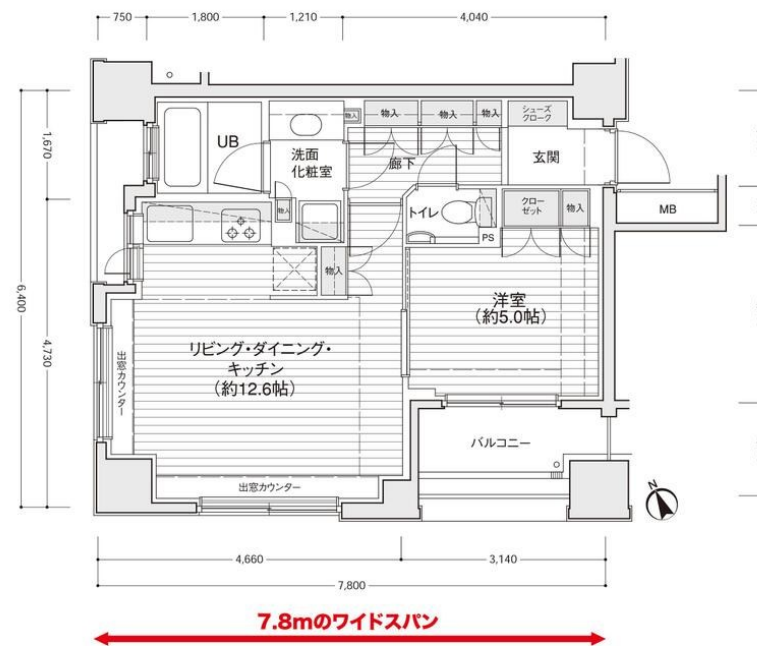 750
1,800
1,210
4,040
物入
物入
物入
シューズ
クローク
物入
UB
洗面
化粧室
廊下
玄関
1,670
トイレ
クロー
ゼット
物入
MB
物入
PS
6,400
物入
洋室
(約5.0帖)
リビング・ダイニング・
キッチン
(約12.6帖)
4,730
出窓カウンター
バルコニー
出窓カウンター
N
4,660
3,140
7,800
7.8mのワイドスパン